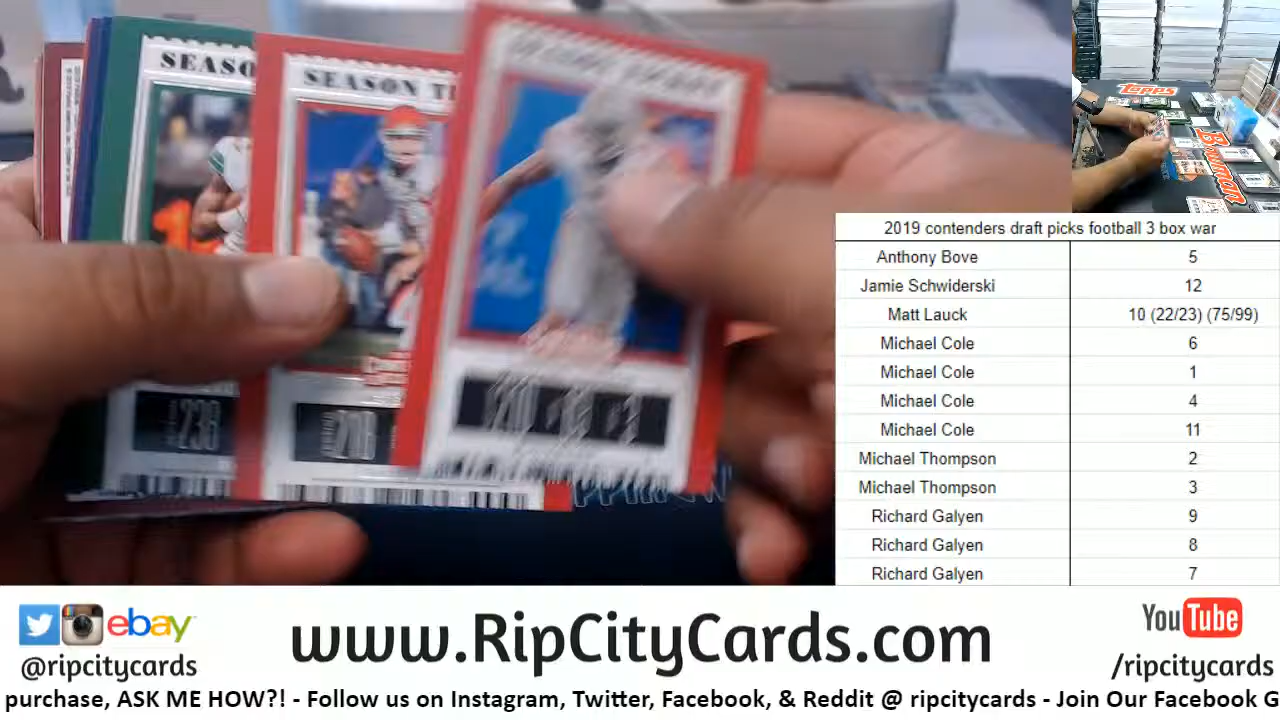 SEASO
SEASON TI
236
Topps
Bowman
2019 contenders draft picks football 3 box war
Anthony Bove 5
Jamie Schwiderski 12
Matt Lauck 10 (22/23) (75/99)
Michael Cole 6
Michael Cole 1
Michael Cole 4
Michael Cole 11
Michael Thompson 2
Michael Thompson 3
Richard Galyen 9
Richard Galyen 8
Richard Galyen 7
ebay
@ripcitycards
www.RipCityCards.com
YouTube
/ripcitycards
purchase, ASK ME HOW?! - Follow us on Instagram, Twitter, Facebook, & Reddit @ ripcitycards - Join Our Facebook G